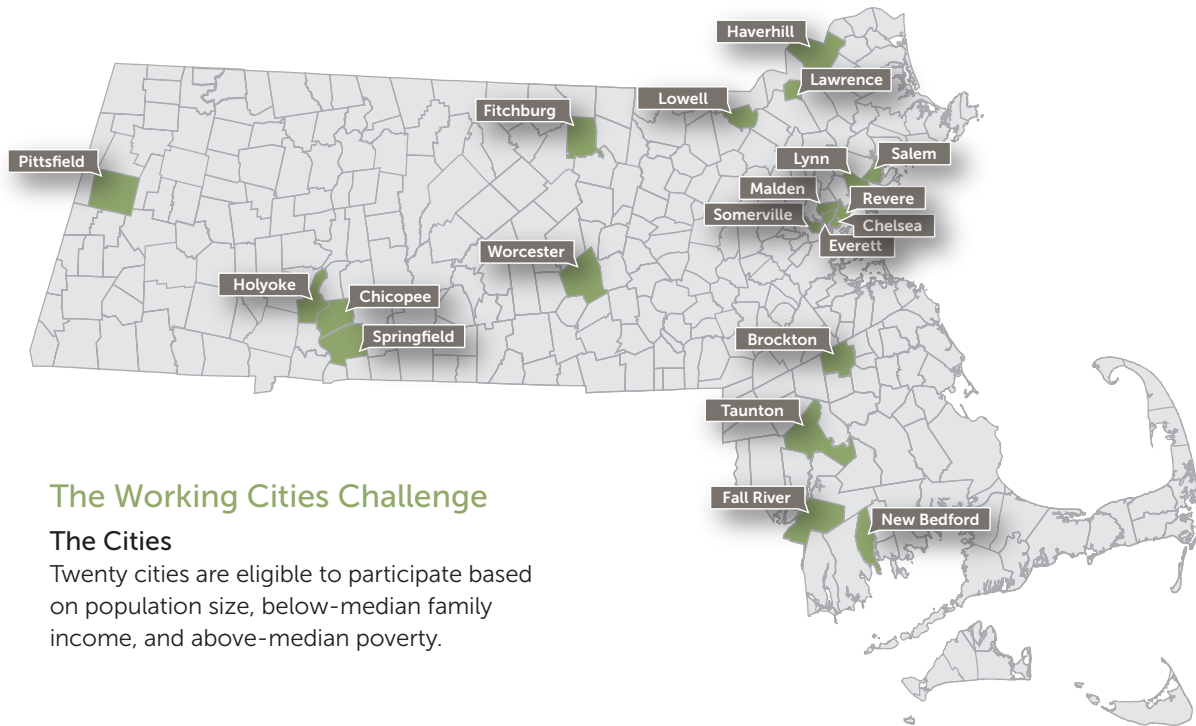 Haverhill
Lawrence
Lowell
Fitchburg
Pittsfield
Lynn
Salem
Malden
Revere
Somerville
Chelsea
Everett
Worcester
Holyoke
Chicopee
Springfield
Brockton
Taunton
Fall River
New Bedford
The Working Cities Challenge
The Cities
Twenty cities are eligible to participate based
on population size, below-median family
income, and above-median poverty.